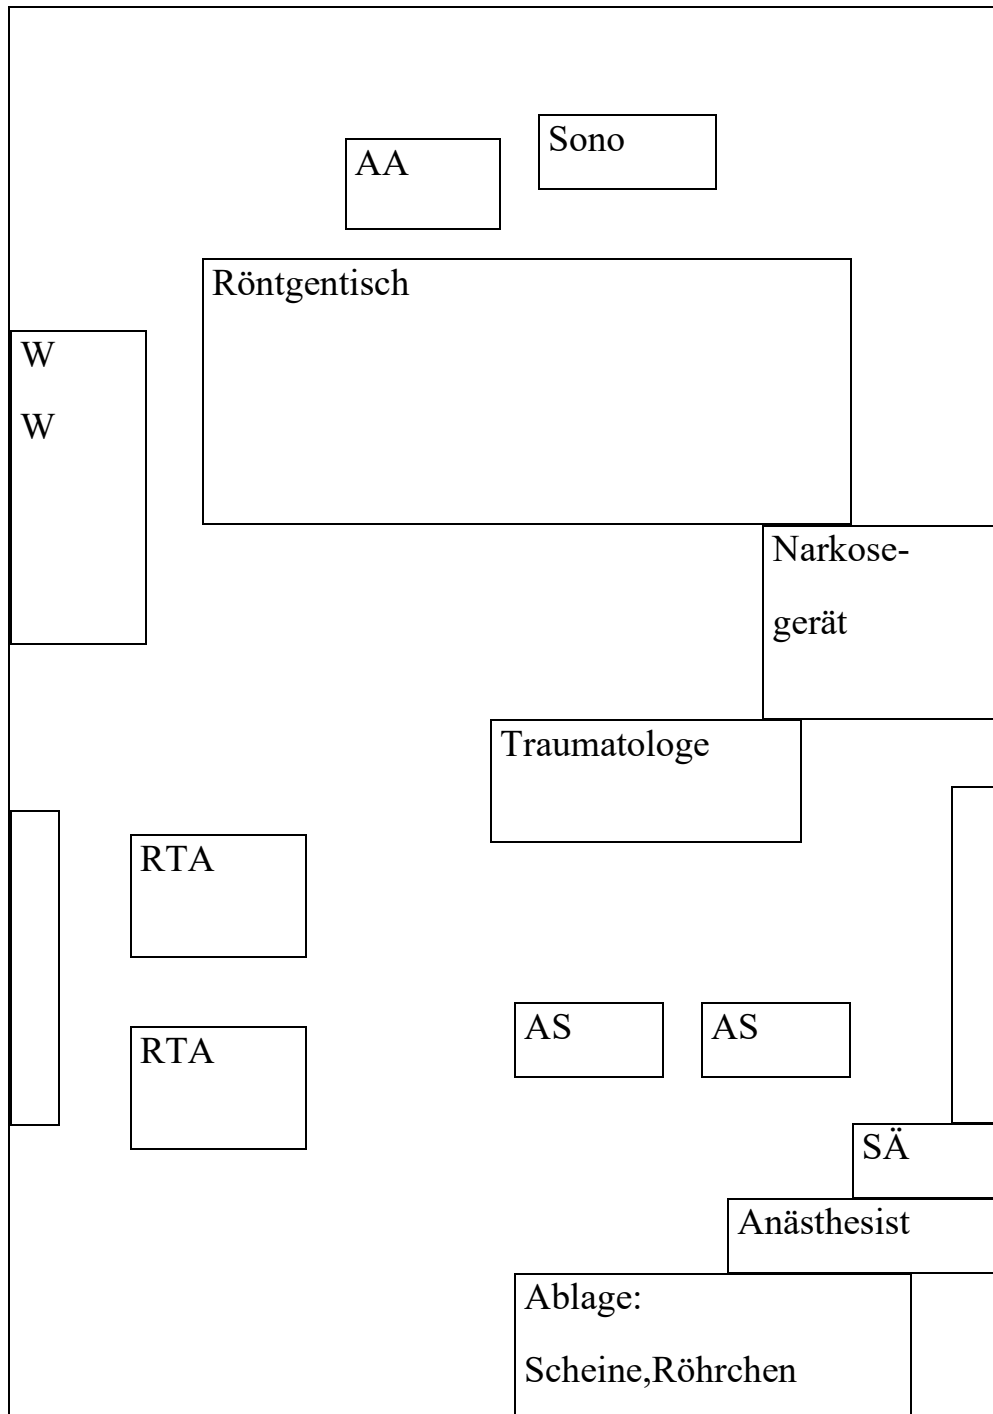 Sono
AA
Röntgentisch
W
W
Narkose-
gerät
Traumatologe
RTA
AS
AS
RTA
SÄ
Anästhesist
Ablage:
Scheine,Röhrchen